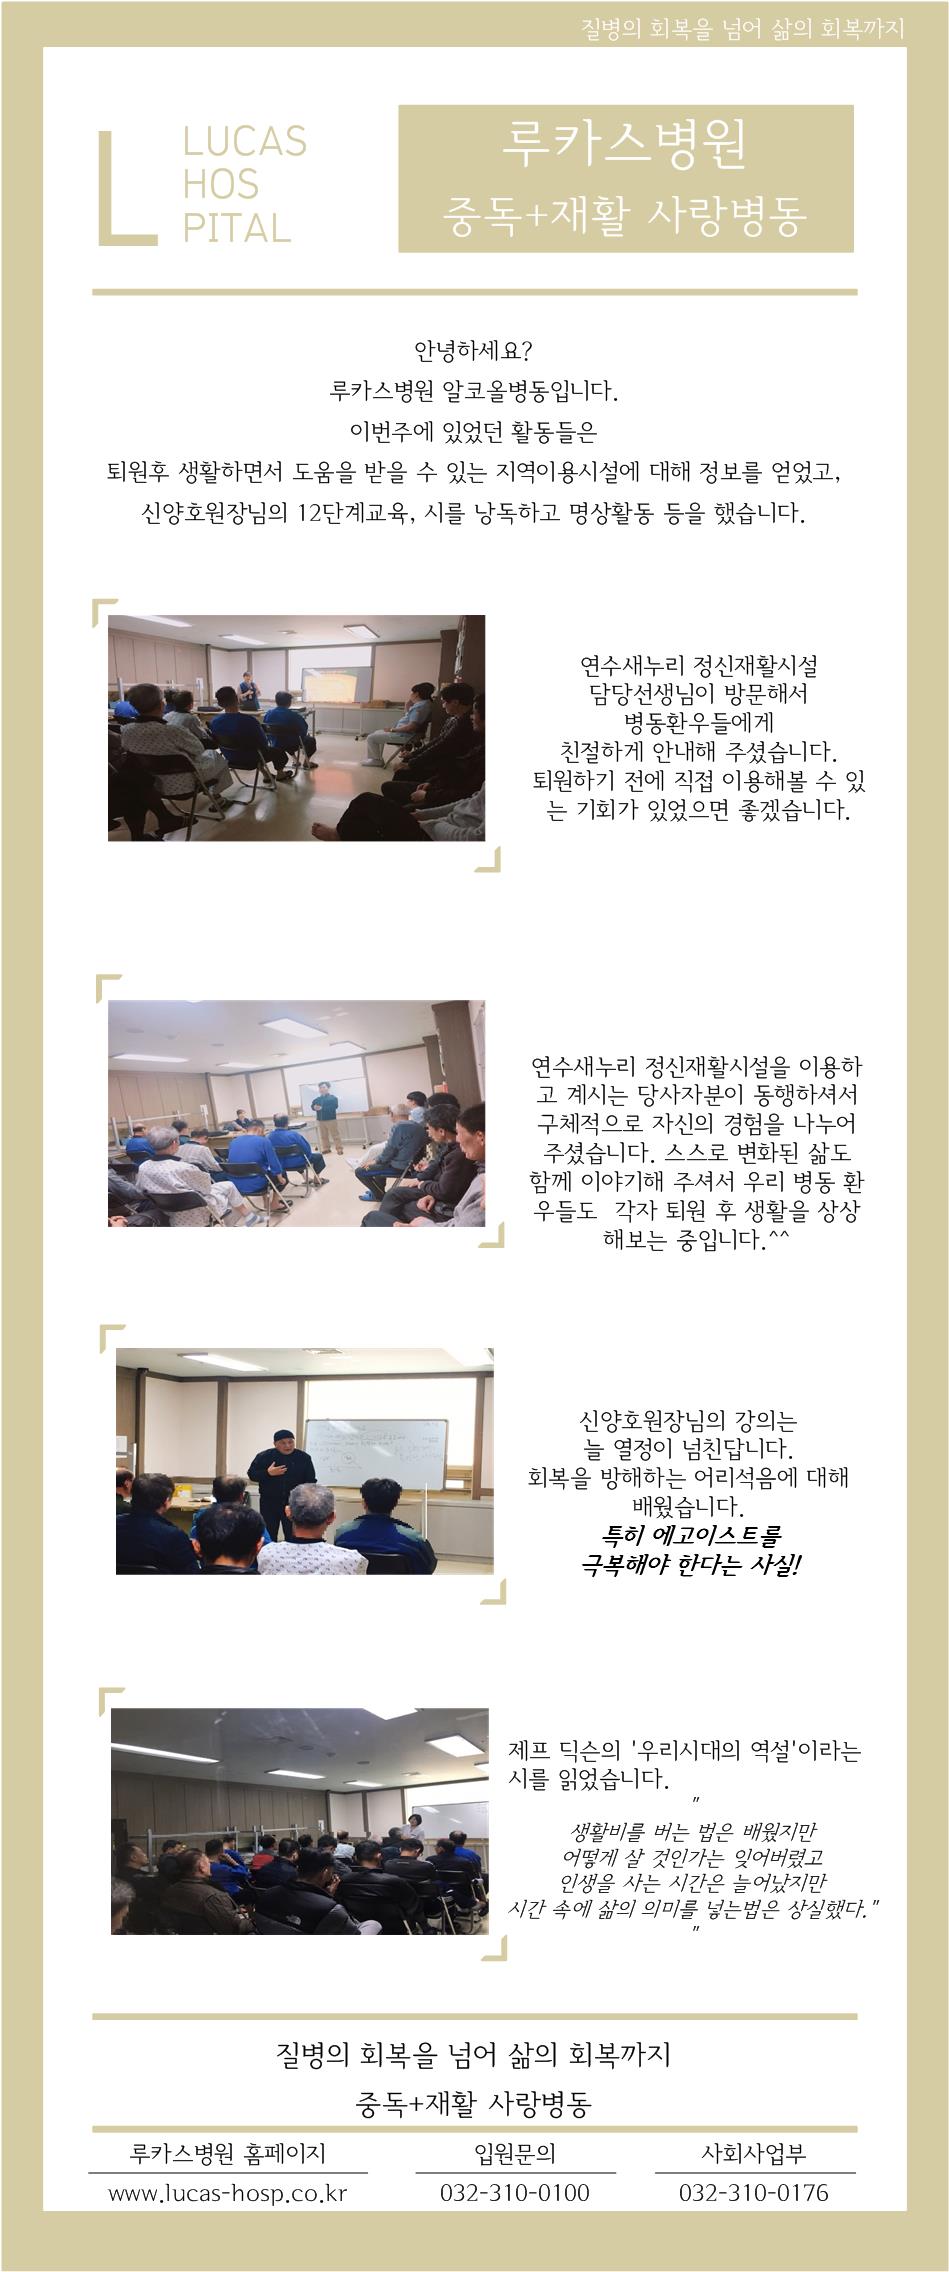 질병의 회복을 넘어 삶의 회복까지
L
LUCAS
HOS
PITAL
루카스병원
중독+재활 사랑병동
안녕하세요?
루카스병원 알코올병동입니다.
이번주에 있었던 활동들은
퇴원후 생활하면서 도움을 받을 수 있는 지역이용시설에 대해 정보를 얻었고,
신양호원장님의 12단계교육, 시를 낭독하고 명상활동 등을 했습니다.
연수새누리 정신재활시설
담당선생님이 방문해서
병동환우들에게
친절하게 안내해 주셨습니다.
퇴원하기 전에 직접 이용해볼 수 있
는 기회가 있었으면 좋겠습니다.
연수새누리 정신재활시설을 이용하
고 계시는 당사자분이 동행하셔서
구체적으로 자신의 경험을 나누어
주셨습니다. 스스로 변화된 삶도
함께 이야기해 주셔서 우리 병동 환
우들도  각자 퇴원 후 생활을 상상
해보는 중입니다.^^
신양호원장님의 강의는
늘 열정이 넘친답니다.
회복을 방해하는 어리석음에 대해
배웠습니다.
특히 에고이스트를
극복해야 한다는 사실!
제프 딕슨의 '우리시대의 역설'이라는
시를 읽었습니다.
"
생활비를 버는 법은 배웠지만
어떻게 살 것인가는 잊어버렸고
인생을 사는 시간은 늘어났지만
시간 속에 삶의 의미를 넣는법은 상실했다."
"
질병의 회복을 넘어 삶의 회복까지
중독+재활 사랑병동
루카스병원 홈페이지
www.lucas-hosp.co.kr
입원문의
032-310-0100
사회사업부
032-310-0176